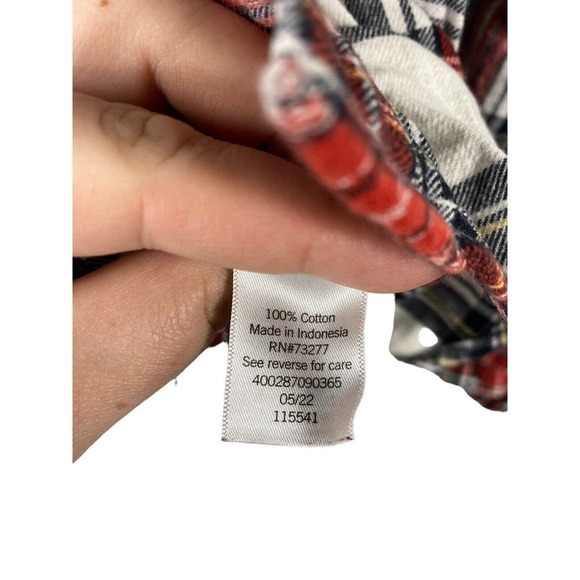 100% Cotton
Made in Indonesia
RN#73277
See reverse for care
400287090365
05/22
115541